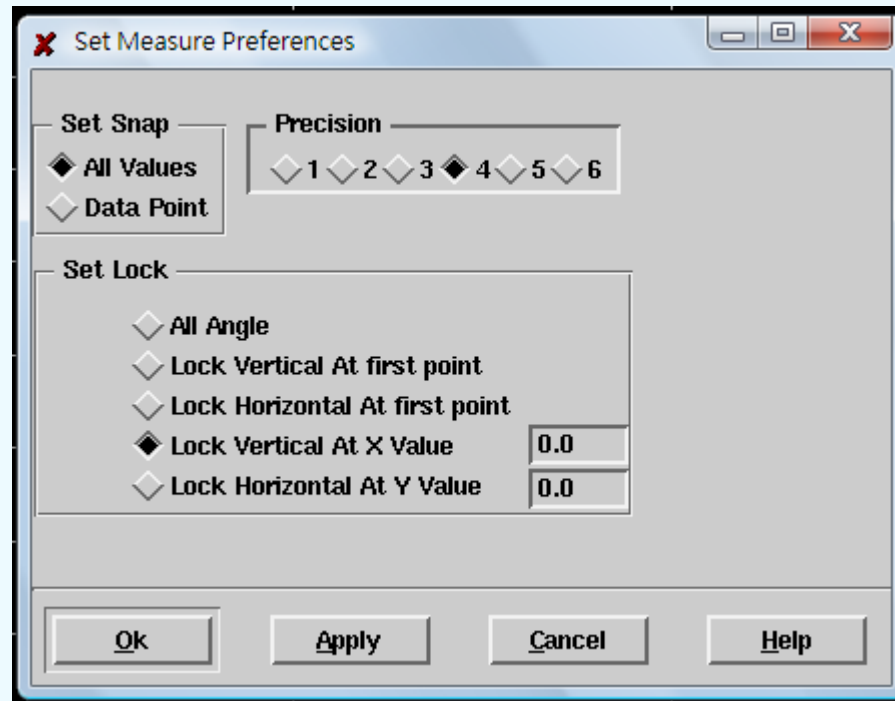 Set Measure Preferences
Set Snap
All Values
Data Point
Precision
1 2 3 4 5 6
Set Lock
All Angle
Lock Vertical At first point
Lock Horizontal At first point
Lock Vertical At X Value 0.0
Lock Horizontal At Y Value 0.0
Ok Apply Cancel Help